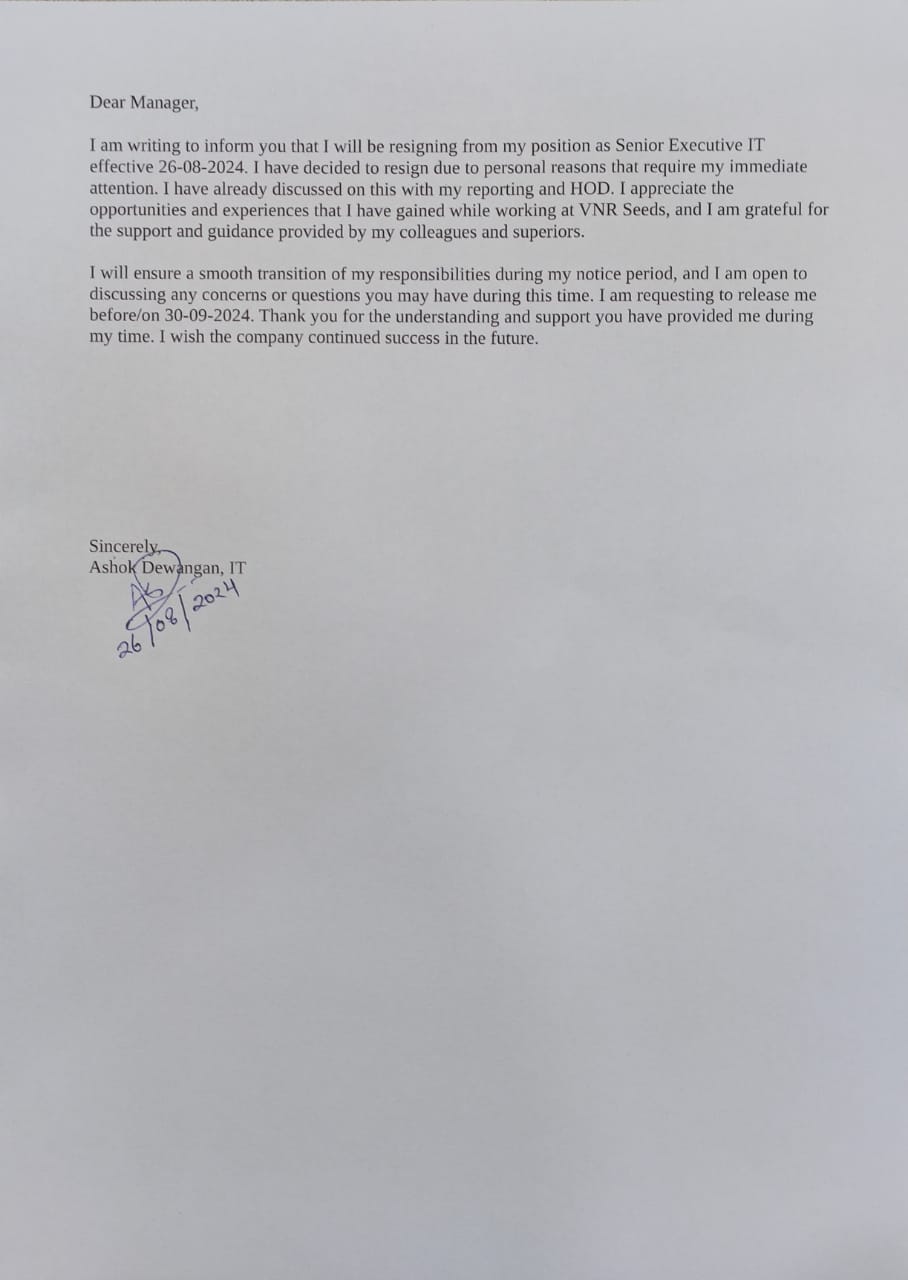 Dear Manager,
I am writing to inform you that I will be resigning from my position as Senior Executive IT
effective 26-08-2024. I have decided to resign due to personal reasons that require my immediate
attention. I have already discussed on this with my reporting and HOD. I appreciate the
opportunities and experiences that I have gained while working at VNR Seeds, and I am grateful for
the support and guidance provided by my colleagues and superiors.
I will ensure a smooth transition of my responsibilities during my notice period, and I am open to
discussing any concerns or questions you may have during this time. I am requesting to release me
before/on 30-09-2024. Thank you for the understanding and support you have provided me during
my time. I wish the company continued success in the future.
Sincerely,
Ashok Dewangan, IT
26/08/2024